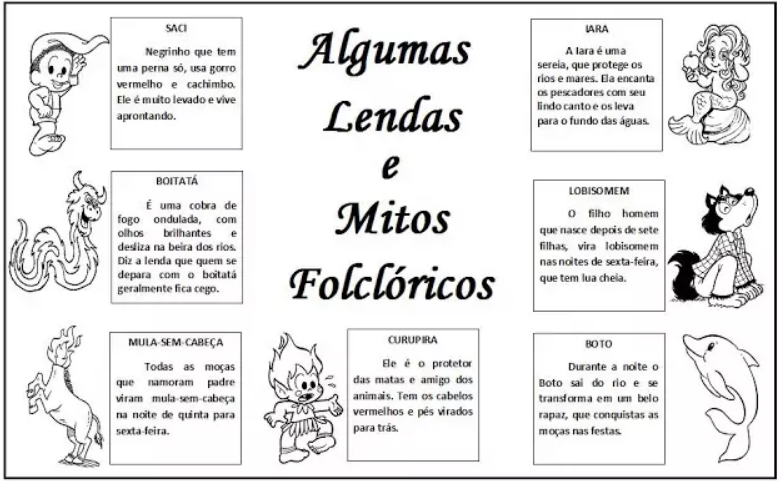 SACI
Negrinho que tem
uma perna só, usa gorro
vermelho e cachimbo.
Ele é muito levado e vive
aprontando.
Algumas
Lendas
e
Mitos
Folclóricos
IARA
A Iara é uma
sereia, que protege os
rios e mares. Ela encanta
os pescadores com seu
lindo canto e os leva
para o fundo das águas.
BOITATÁ
É uma cobra de
fogo ondulada, com
olhos brilhantes e
desliza na beira dos rios.
Diz a lenda que quem se
depara com o boitatá
geralmente fica cego.
LOBISOMEM
O filho homem
que nasce depois de sete
filhas, vira lobisomem
nas noites de sexta-feira,
que tem lua cheia.
MULA-SEM-CABEÇA
Todas as moças
que namoram padre
viram mula-sem-cabeça
na noite de quinta para
sexta-feira.
CURUPIRA
Ele é o protetor
das matas e amigo dos
animais. Tem os cabelos
vermelhos e pés virados
para trás.
BOTO
Durante a noite o
Boto sai do rio e se
transforma em um belo
rapaz, que conquistas as
moças nas festas.